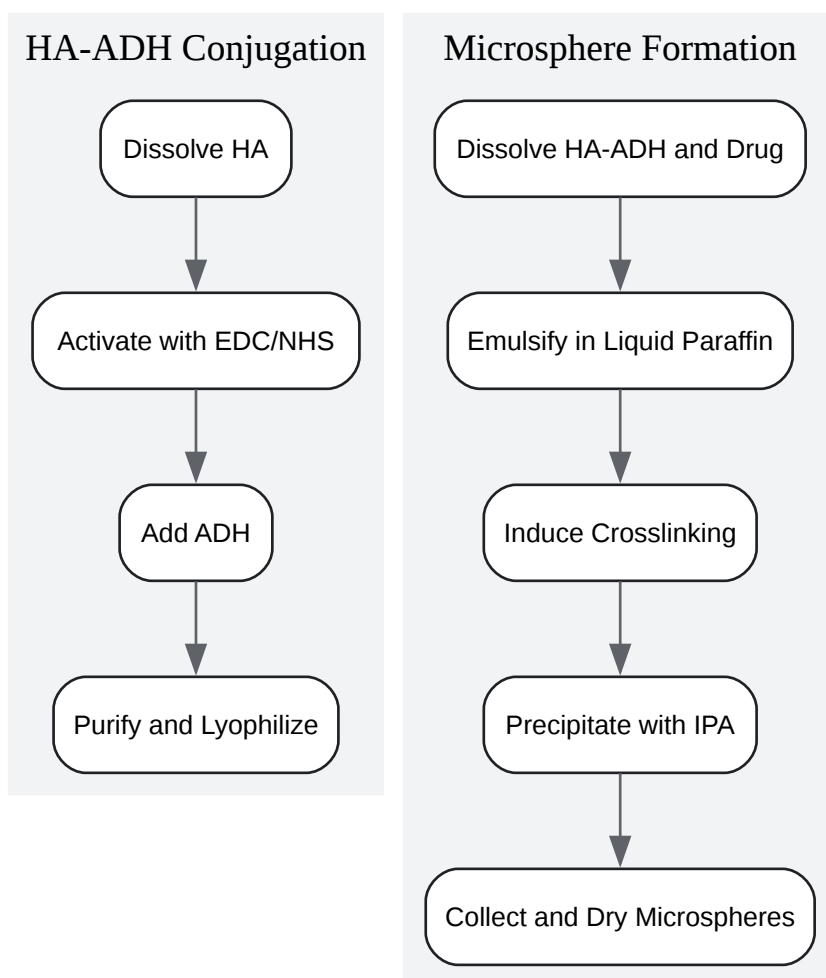 HA-ADH Conjugation
Dissolve HA
Activate with EDC/NHS
Add ADH
Purify and Lyophilize
Microsphere Formation
Dissolve HA-ADH and Drug
Emulsify in Liquid Paraffin
Induce Crosslinking
Precipitate with IPA
Collect and Dry Microspheres